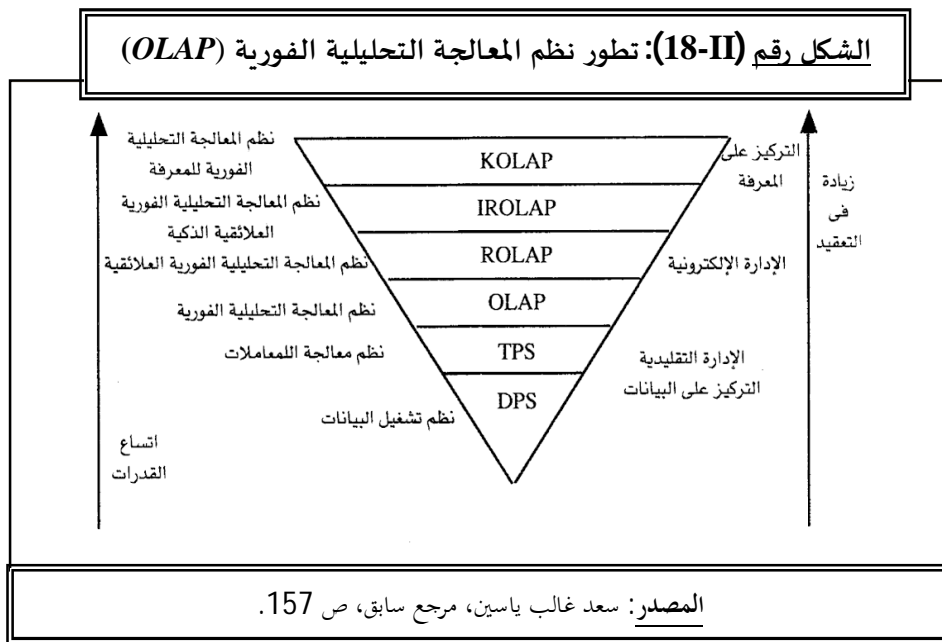 الشكل رقم (II-18): تطور نظم المعالجة التحليلية الفورية (OLAP)
نظم المعالجة التحليلية
الفورية للمعرفة
KOLAP
التركيز على
المعرفة
زيادة
فى
التعقيد
نظم المعالجة التحليلية الفورية
العلائقية الذكية
IROLAP
نظم المعالجة التحليلية الفورية العلائقية
ROLAP
الإدارة الإلكترونية
نظم المعالجة التحليلية الفورية
OLAP
نظم معالجة اللمعاملات
TPS
الإدارة التقليدية
التركيز على البيانات
نظم تشغيل البيانات
DPS
اتساع
القدرات
المصدر: سعد غالب ياسين، مرجع سابق، ص 157.